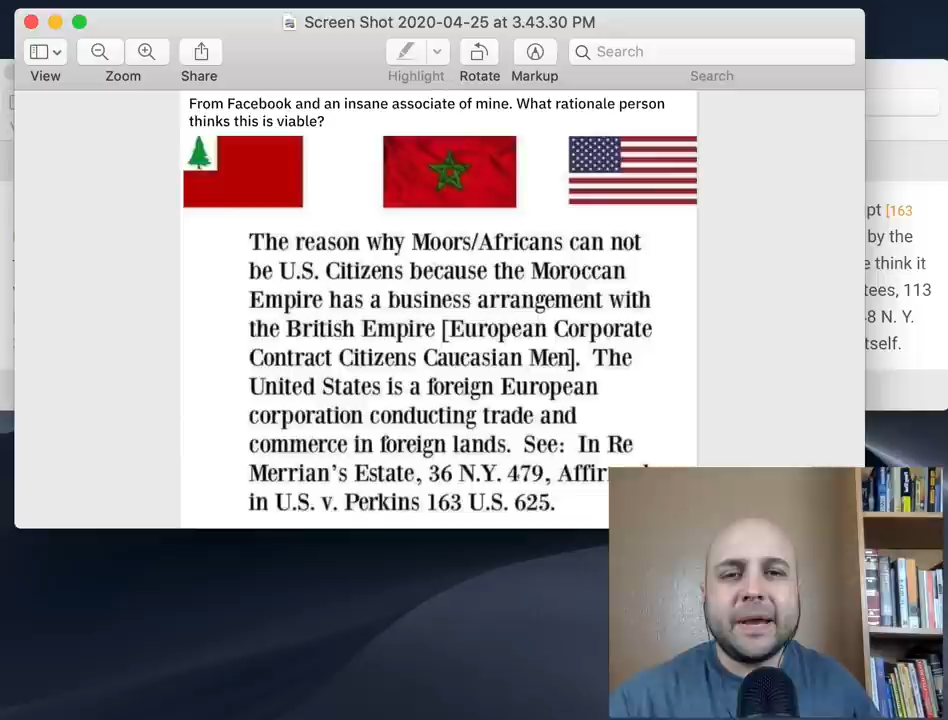 Screen Shot 2020-04-25 at 3.43.30 PM
Search
View
Zoom
Share
Highlight
Rotate
Markup
Search
From Facebook and an insane associate of mine. What rationale person
thinks this is viable?
The reason why Moors/Africans can not
be U.S. Citizens because the Moroccan
Empire has a business arrangement with
the British Empire [European Corporate
Contract Citizens Caucasian Men]. The
United States is a foreign European
corporation conducting trade and
commerce in foreign lands. See: In Re
Merrian's Estate, 36 N.Y. 479,
in U.S. v. Perkins 163 U.S. 625.
pt [163
by the
think it
tees, 113
8 N. Y.
tself.